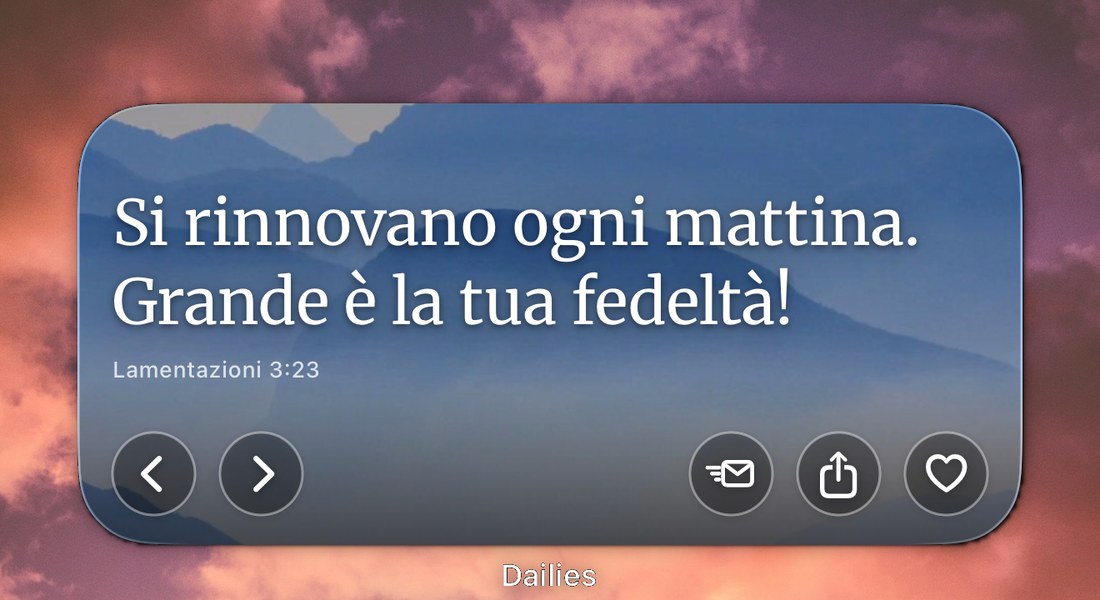 Si rinnovano ogni mattina.
Grande è la tua fedeltà!
Lamentazioni 3:23
Dailies